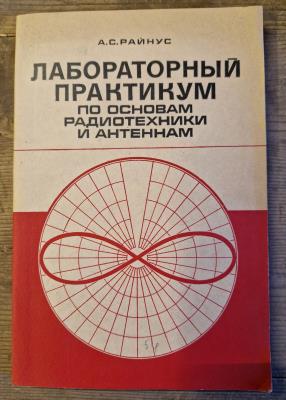 А.С.РАЙНУС
ЛАБОРАТОРНЫЙ
ПРАКТИКУМ
ПО ОСНОВАМ
РАДИОТЕХНИКИ
И АНТЕННАМ